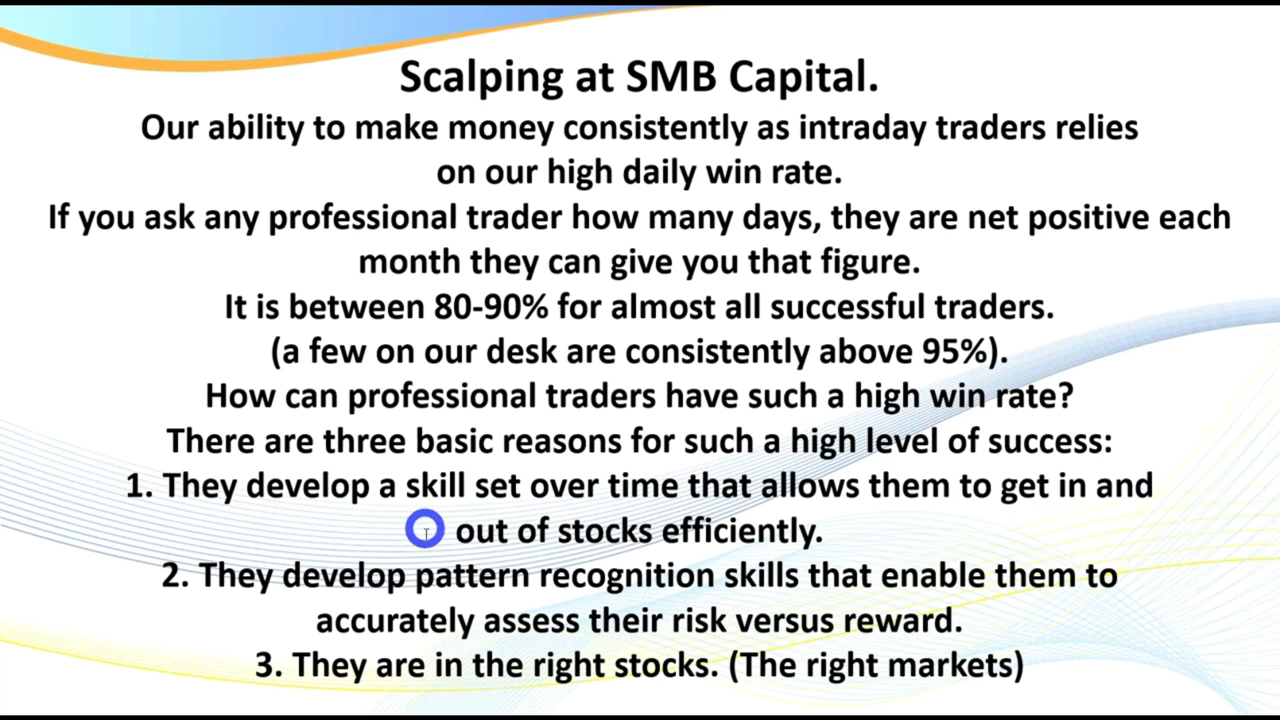 Scalping at SMB Capital.
Our ability to make money consistently as intraday traders relies
on our high daily win rate.
If you ask any professional trader how many days, they are net positive each
month they can give you that figure.
It is between 80-90% for almost all successful traders.
(a few on our desk are consistently above 95%).
How can professional traders have such a high win rate?
There are three basic reasons for such a high level of success:
1. They develop a skill set over time that allows them to get in and
out of stocks efficiently.
2. They develop pattern recognition skills that enable them to
accurately assess their risk versus reward.
3. They are in the right stocks. (The right markets)